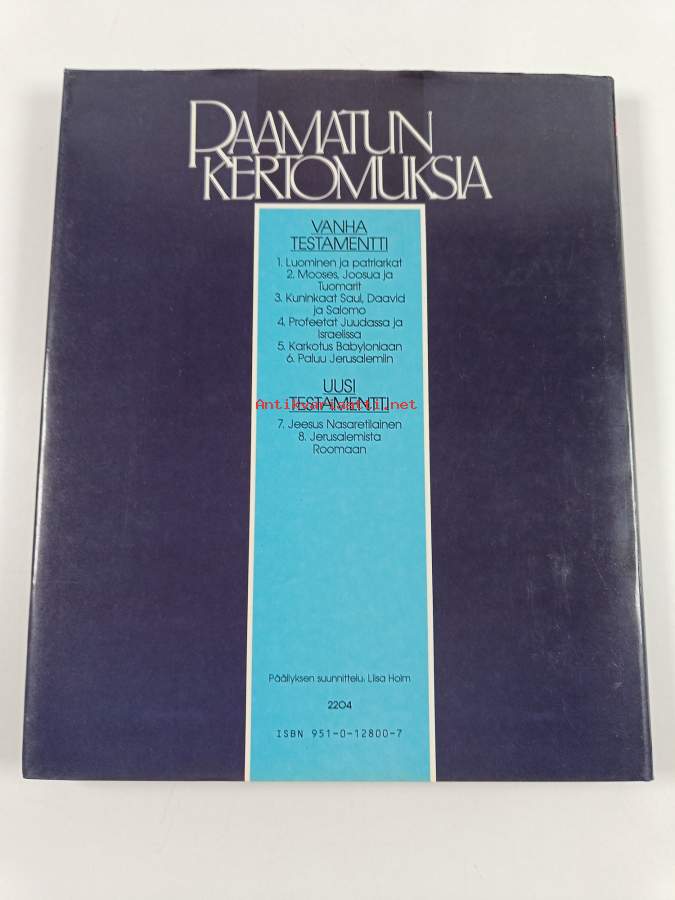 RAAMATUN
KERTOMUKSIA
VANHA
TESTAMENTTI
1. Luominen ja patriarkat
2. Mooses, Joosua ja
Tuomarit
3. Kuninkaat Saul, Daavid
ja Salomo
4. Profeetat Juudassa ja
Israelissa
5. Karkotus Babyloniaan
6. Paluu Jerusalemiin
UUSI
TESTAMENTTI
Antikvariaatti.net
7. Jeesus Nasaretilainen
8. Jerusalemista
Roomaan
Päällyksen suunnittelu: Liisa Holm
2204
ISBN 951-0-12800-7